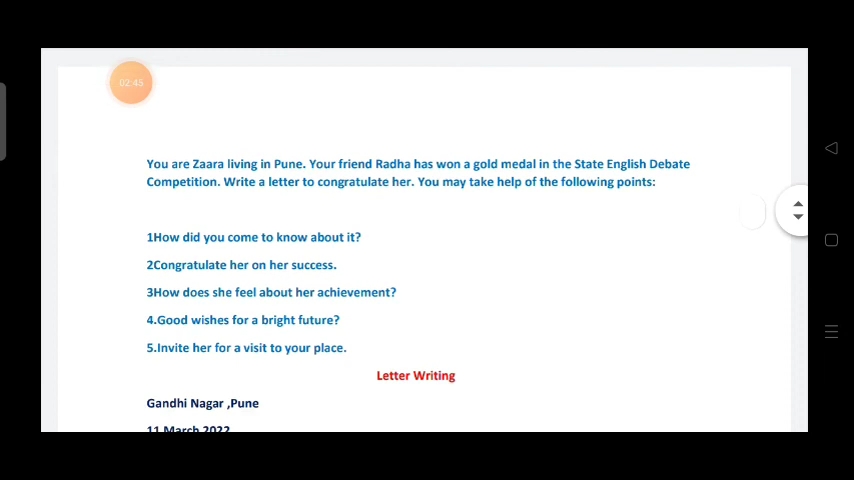 02:45
You are Zaara living in Pune. Your friend Radha has won a gold medal in the State English Debate
Competition. Write a letter to congratulate her. You may take help of the following points:
1How did you come to know about it?
2Congratulate her on her success.
3How does she feel about her achievement?
4.Good wishes for a bright future?
5.Invite her for a visit to your place.
Letter Writing
Gandhi Nagar ,Pune
11 March 2022